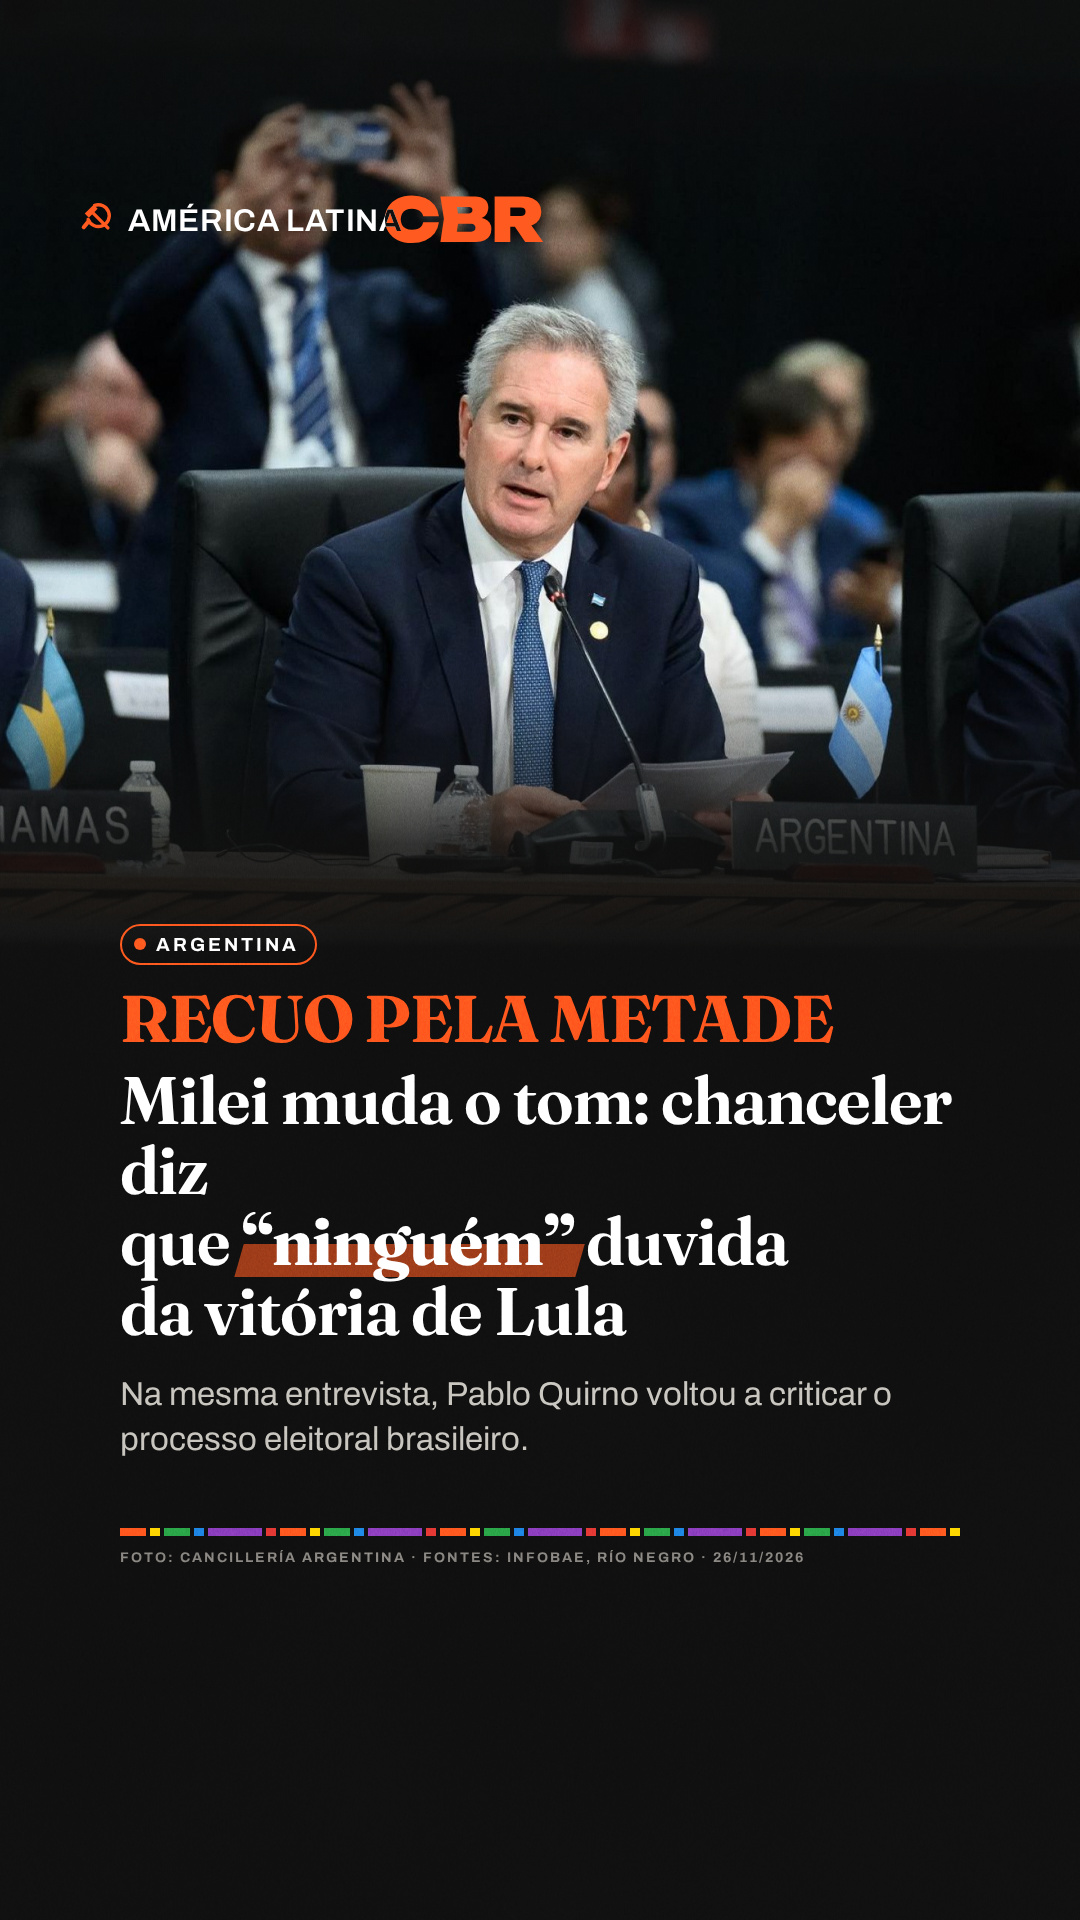 AMÉRICA LATINA CBR
AMAS
ARGENTINA
ARGENTINA
RECUO PELA METADE
Milei muda o tom: chanceler
diz
que “ninguém” duvida
da vitória de Lula
Na mesma entrevista, Pablo Quirno voltou a criticar o
processo eleitoral brasileiro.
FOTO: CANCILLERÍA ARGENTINA · FONTES: INFOBAE, RÍO NEGRO · 26/11/2026